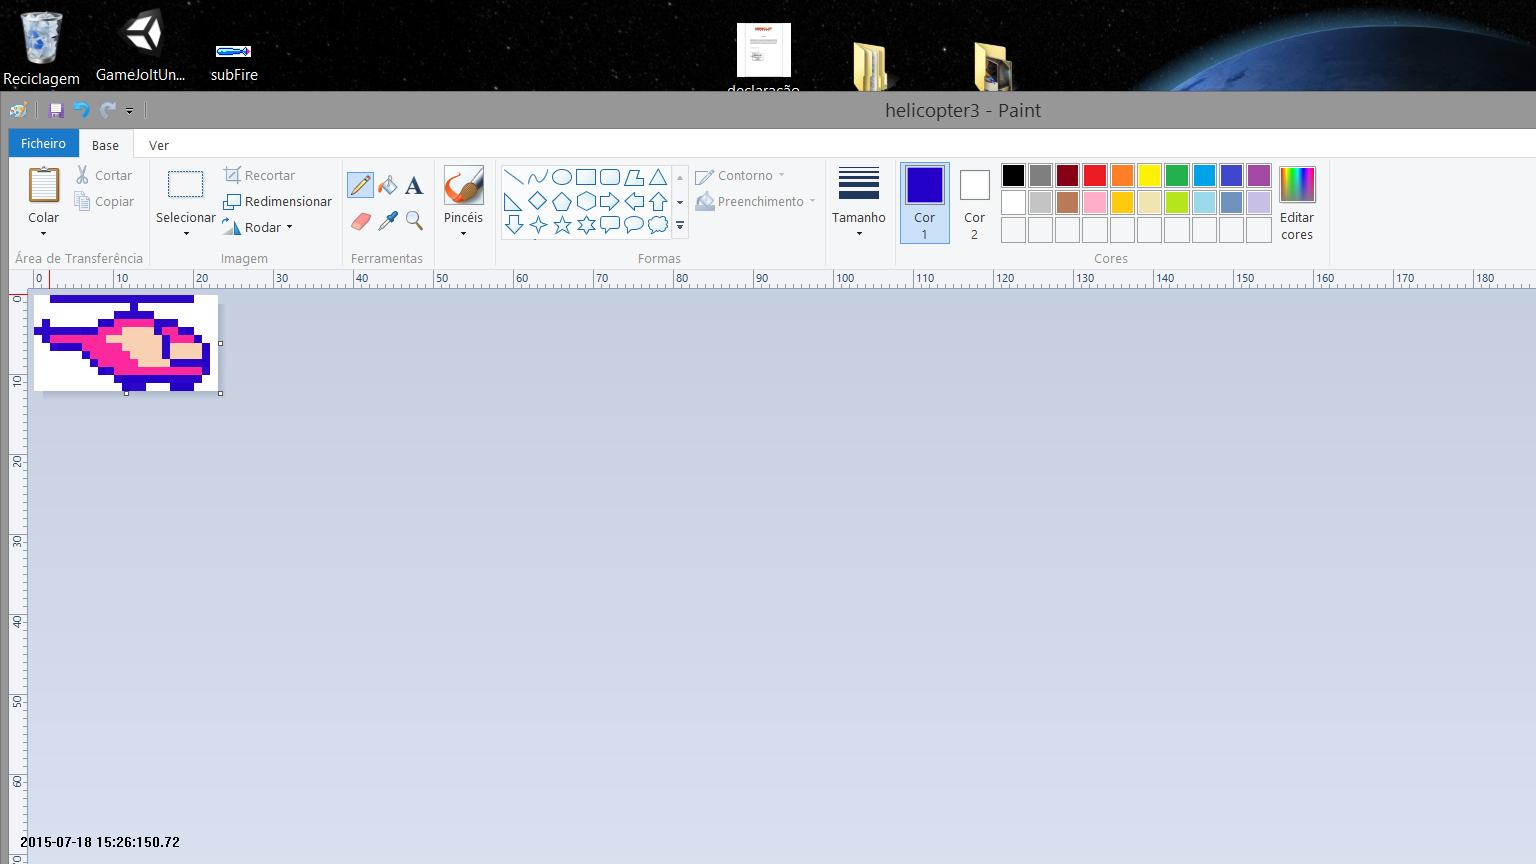 Reciclagem
GameJoltUn...
subFire
declaração
helicopter3 - Paint
Ficheiro
Base
Ver
Colar
Cortar
Copiar
Área de Transferência
Selecionar
Recortar
Redimensionar
Rodar
Imagem
A
Ferramentas
Pincéis
Contorno
Preenchimento
Formas
Tamanho
Cor
1
Cor
2
Editar
cores
Cores
0 10 20 30 40 50 60 70 80 90 100 110 120 130 140 150 160 170 180
0
10
20
30
40
50
60
70
2015-07-18 15:26:150.72